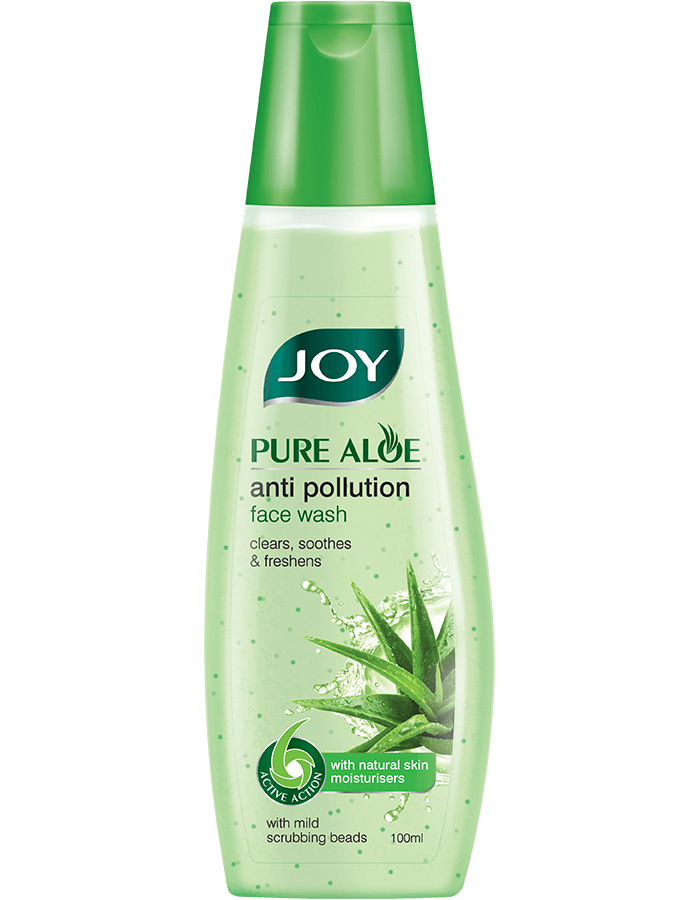 JOY
PURE ALOE
anti pollution
face wash
clears, soothes
& freshens
ACTIVE ACTION
with natural skin
moisturisers
with mild
scrubbing beads
100ml